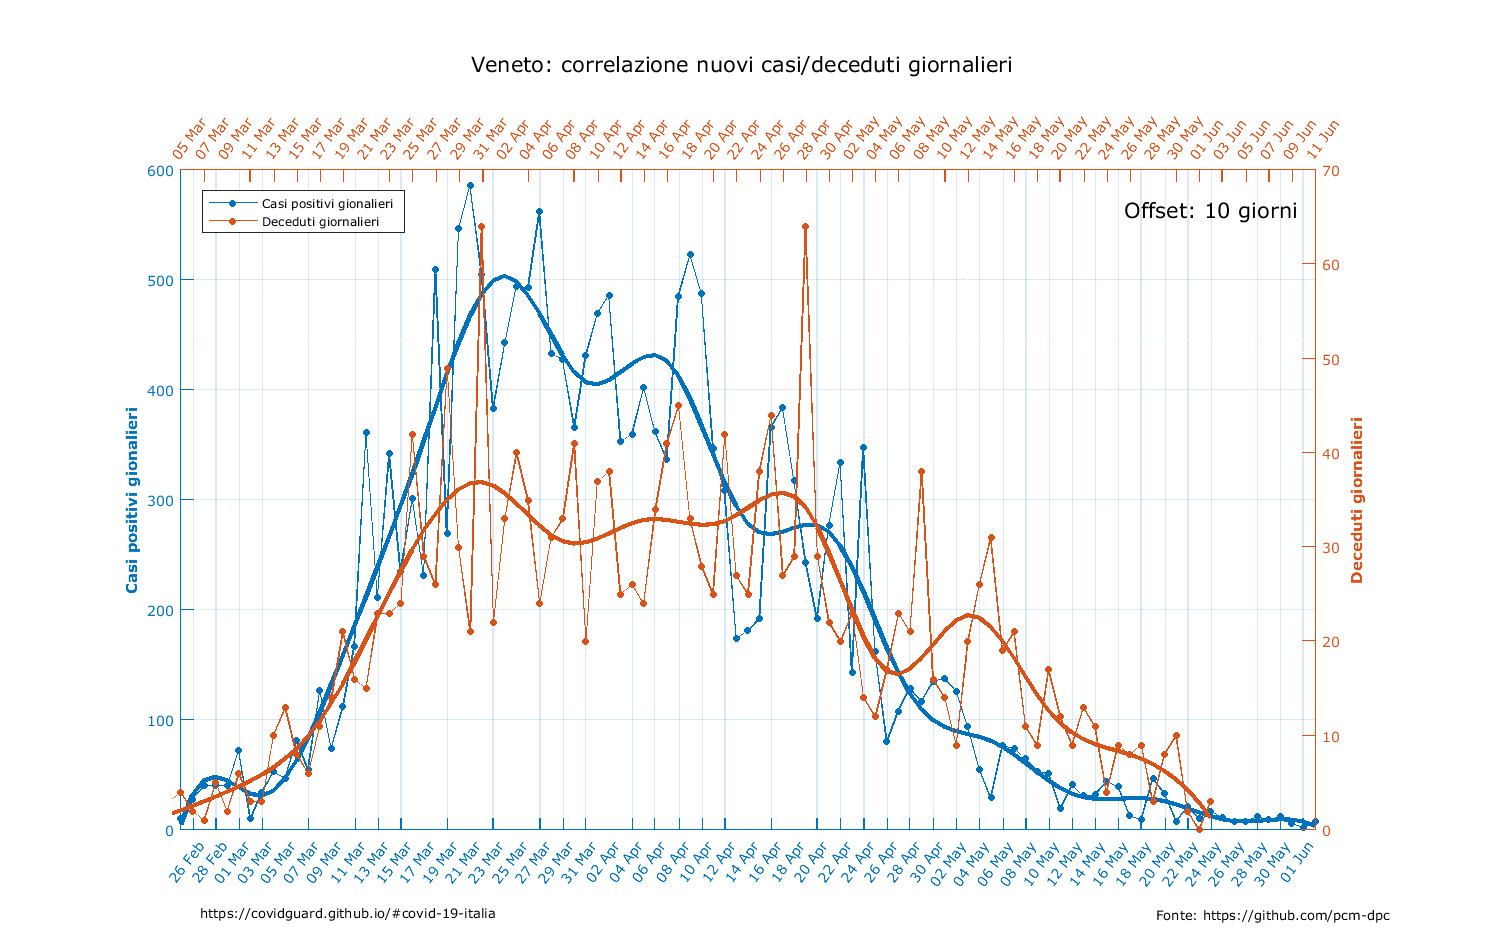 Veneto: correlazione nuovi casi/deceduti giornalieri
05 Mar
07 Mar
09 Mar
11 Mar
13 Mar
15 Mar
17 Mar
19 Mar
21 Mar
23 Mar
25 Mar
27 Mar
29 Mar
31 Mar
02 Apr
04 Apr
06 Apr
08 Apr
10 Apr
12 Apr
14 Apr
16 Apr
18 Apr
20 Apr
22 Apr
24 Apr
26 Apr
28 Apr
30 Apr
02 May
04 May
06 May
08 May
10 May
12 May
14 May
16 May
18 May
20 May
22 May
24 May
26 May
28 May
30 May
01 Jun
03 Jun
05 Jun
07 Jun
09 Jun
11 Jun
Casi positivi gionalieri
Deceduti giornalieri
Offset: 10 giorni
600
500
400
300
200
100
0
Casi positivi gionalieri
70
60
50
40
30
20
10
0
Deceduti giornalieri
26 Feb
28 Feb
01 Mar
03 Mar
05 Mar
07 Mar
09 Mar
11 Mar
13 Mar
15 Mar
17 Mar
19 Mar
21 Mar
23 Mar
25 Mar
27 Mar
29 Mar
31 Mar
02 Apr
04 Apr
06 Apr
08 Apr
10 Apr
12 Apr
14 Apr
16 Apr
18 Apr
20 Apr
22 Apr
24 Apr
26 Apr
28 Apr
30 Apr
02 May
04 May
06 May
08 May
10 May
12 May
14 May
16 May
18 May
20 May
22 May
24 May
26 May
28 May
30 May
01 Jun
https://covidguard.github.io/#covid-19-italia
Fonte: https://github.com/pcm-dpc